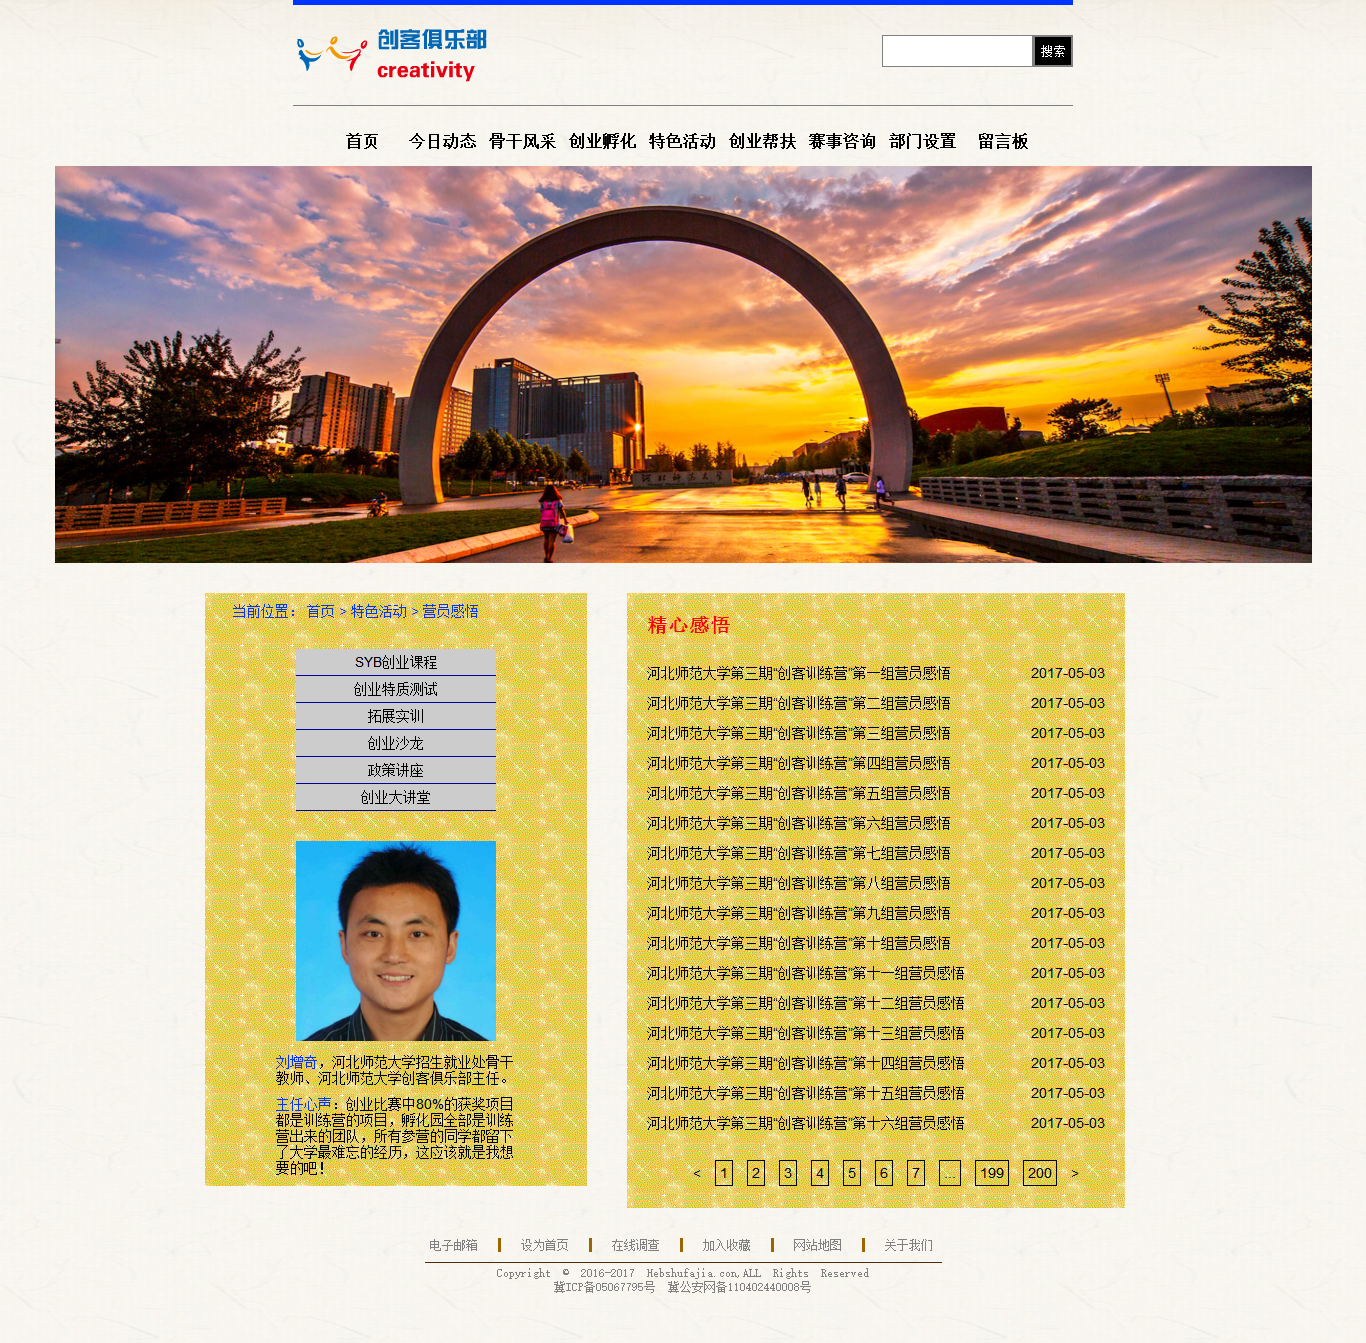 创客俱乐部
creativity
搜索
首页 今日动态 骨干风采 创业孵化 特色活动 创业帮扶 赛事咨询 部门设置 留言板
河北师范大学
当前位置： 首页 > 特色活动 > 营员感悟
SYB创业课程
创业特质测试
拓展实训
创业沙龙
政策讲座
创业大讲堂
刘增奇，河北师范大学招生就业处骨干
教师、河北师范大学创客俱乐部主任。
主任心声：创业比赛中80%的获奖项目
都是训练营的项目，孵化园全部是训练
营出来的团队，所有参营的同学都留下
了大学最难忘的经历，这应该就是我想
要的吧！
精心感悟
河北师范大学第三期“创客训练营”第一组营员感悟 2017-05-03
河北师范大学第三期“创客训练营”第二组营员感悟 2017-05-03
河北师范大学第三期“创客训练营”第三组营员感悟 2017-05-03
河北师范大学第三期“创客训练营”第四组营员感悟 2017-05-03
河北师范大学第三期“创客训练营”第五组营员感悟 2017-05-03
河北师范大学第三期“创客训练营”第六组营员感悟 2017-05-03
河北师范大学第三期“创客训练营”第七组营员感悟 2017-05-03
河北师范大学第三期“创客训练营”第八组营员感悟 2017-05-03
河北师范大学第三期“创客训练营”第九组营员感悟 2017-05-03
河北师范大学第三期“创客训练营”第十组营员感悟 2017-05-03
河北师范大学第三期“创客训练营”第十一组营员感悟 2017-05-03
河北师范大学第三期“创客训练营”第十二组营员感悟 2017-05-03
河北师范大学第三期“创客训练营”第十三组营员感悟 2017-05-03
河北师范大学第三期“创客训练营”第十四组营员感悟 2017-05-03
河北师范大学第三期“创客训练营”第十五组营员感悟 2017-05-03
河北师范大学第三期“创客训练营”第十六组营员感悟 2017-05-03
< 1 2 3 4 5 6 7 ... 199 200 >
电子邮箱 设为首页 在线调查 加入收藏 网站地图 关于我们
Copyright © 2016-2017 Hebshufajia.con,ALL Rights Reserved
冀ICP备05067795号 冀公安网备110402440008号